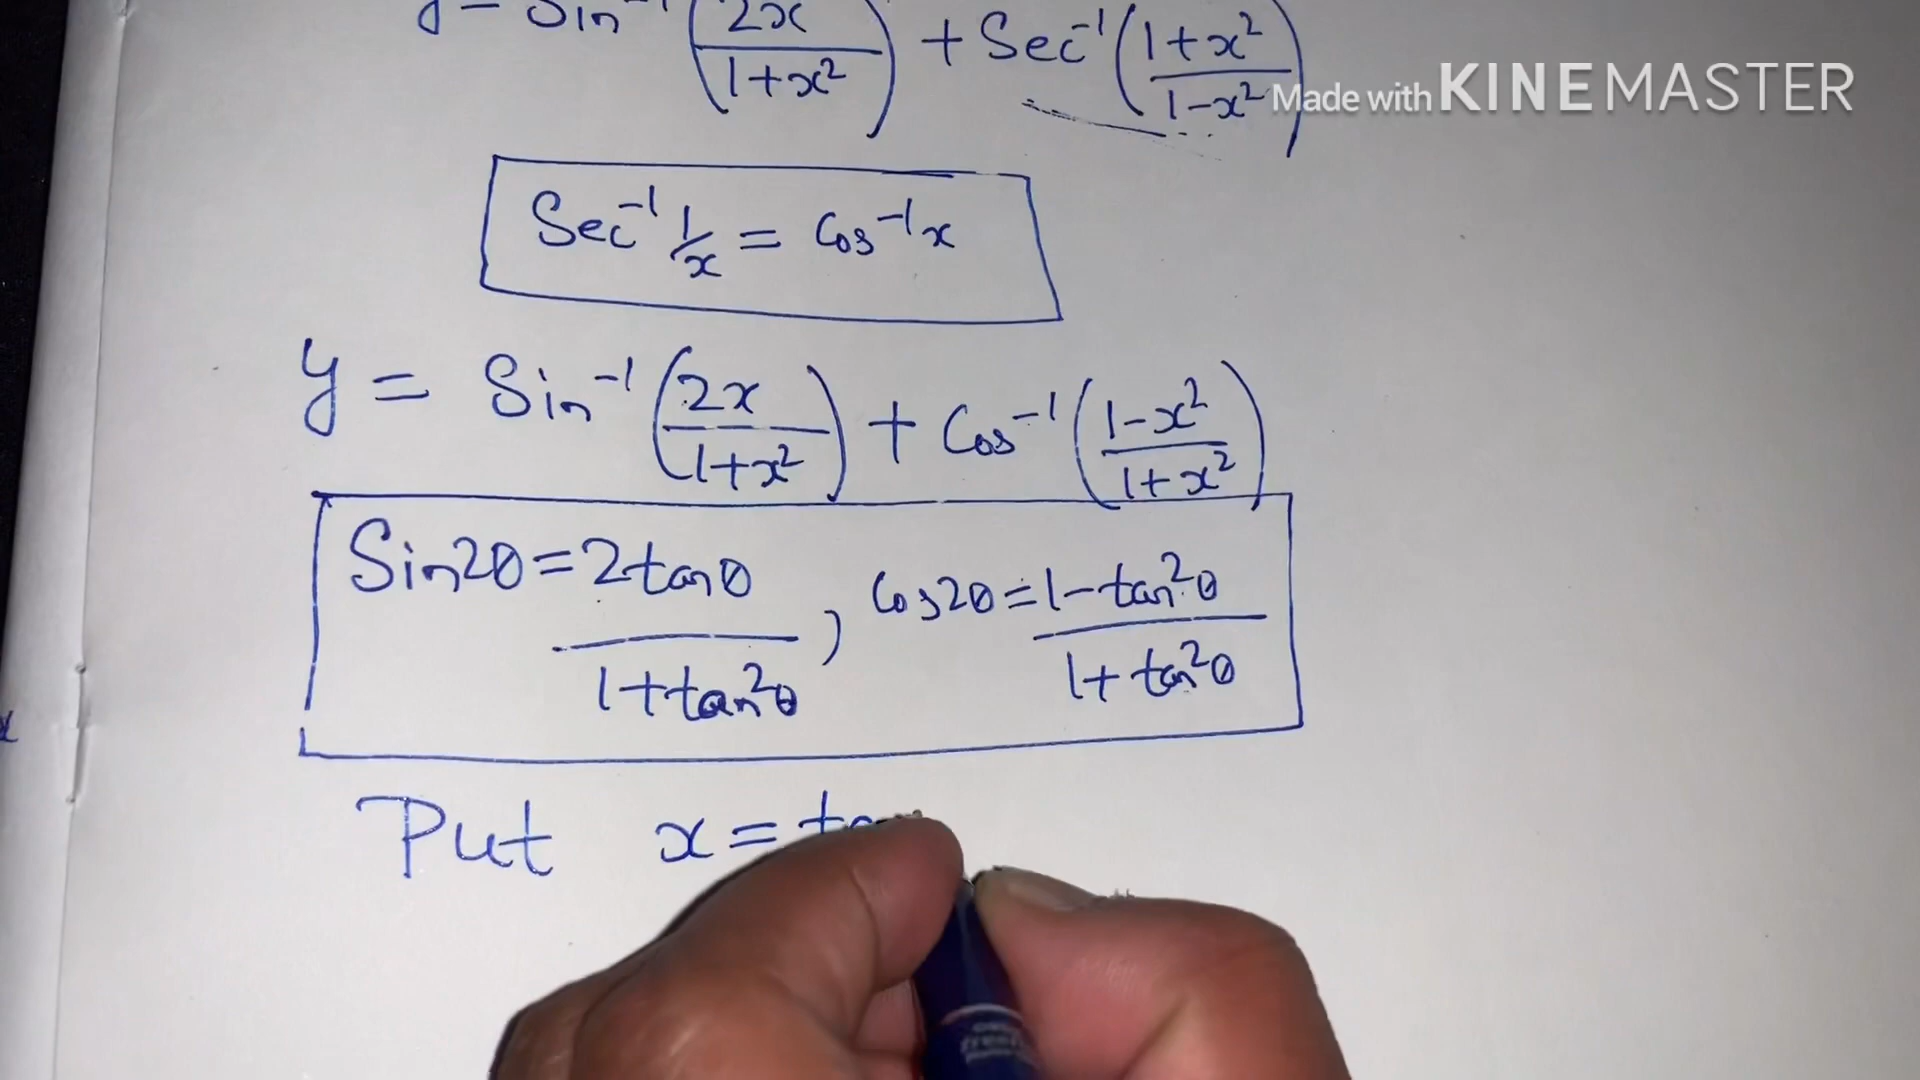 y = Sin⁻¹ (2x/1+x²) + Sec⁻¹ (1+x²/1-x²)
Made with KINEMASTER
Sec⁻¹ 1/x = Cos⁻¹x
y = Sin⁻¹ (2x/1+x²) + Cos⁻¹ (1-x²/1+x²)
Sin2θ = 2tanθ/1+tan²θ , Cos2θ = 1-tan²θ/1+tan²θ
Put x = tan